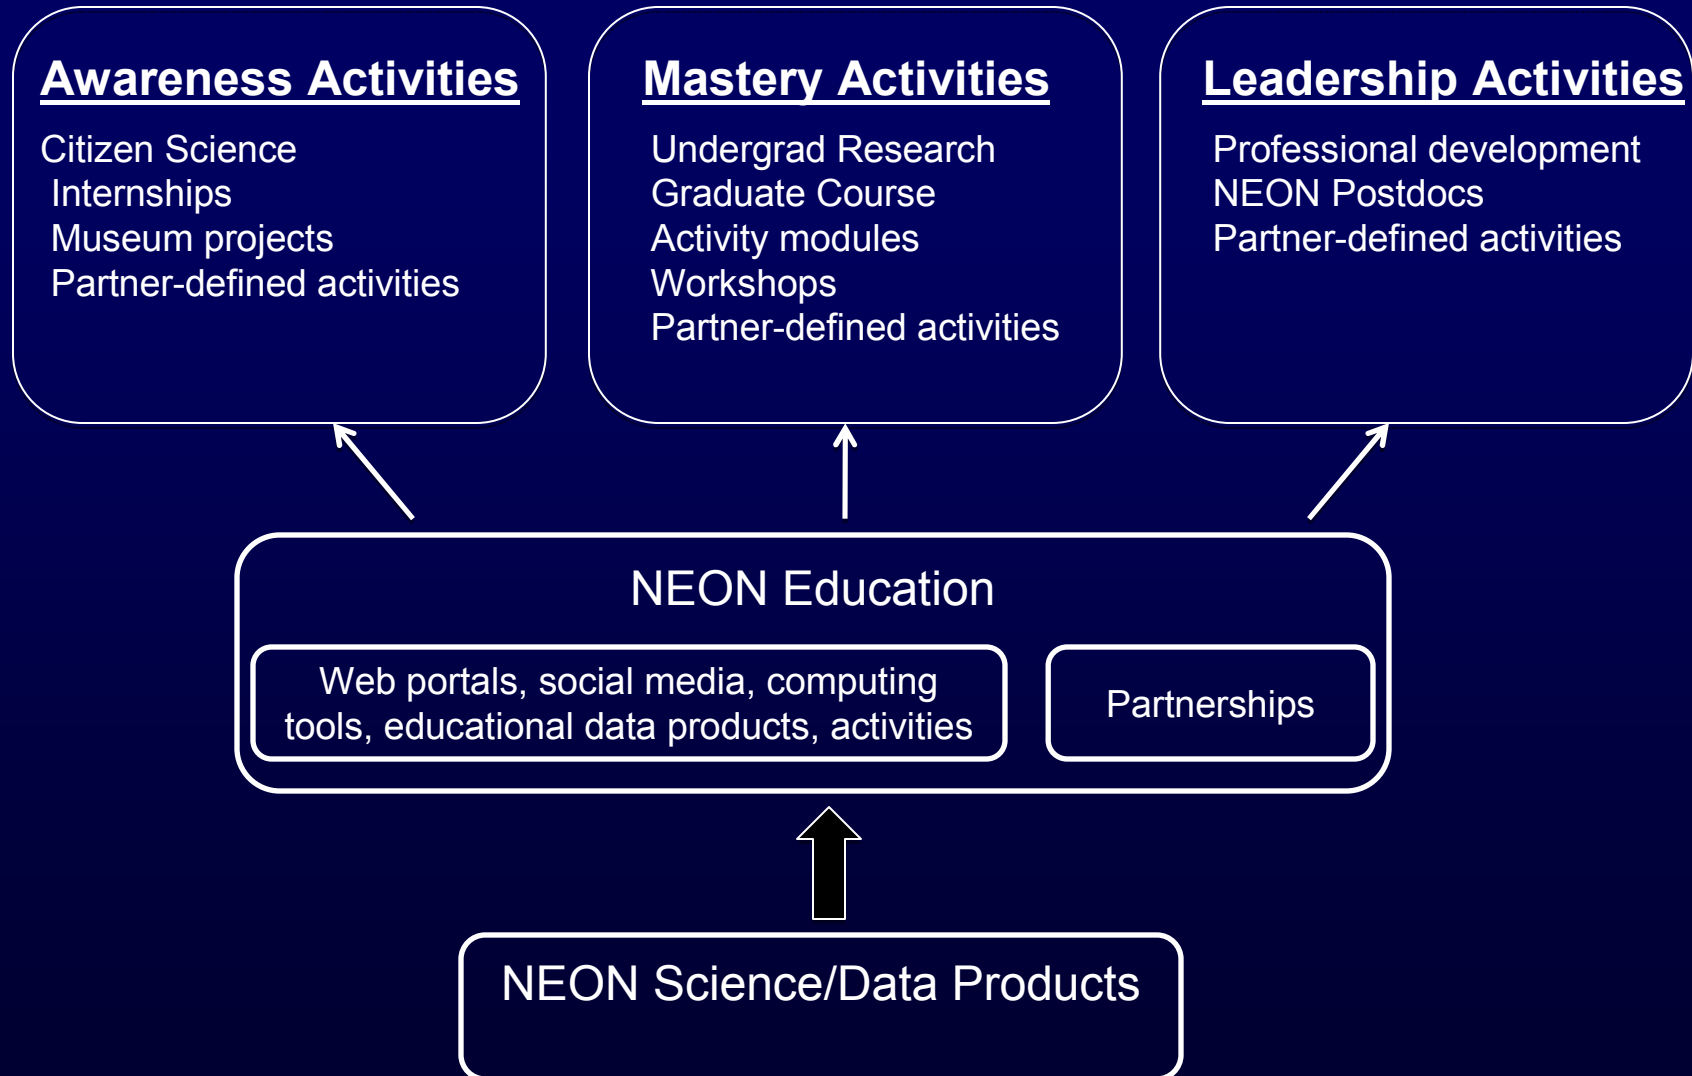 Awareness Activities
Citizen Science
Internships
Museum projects
Partner-defined activities
Mastery Activities
Undergrad Research
Graduate Course
Activity modules
Workshops
Partner-defined activities
Leadership Activities
Professional development
NEON Postdocs
Partner-defined activities
NEON Education
Web portals, social media, computing
tools, educational data products, activities
Partnerships
NEON Science/Data Products